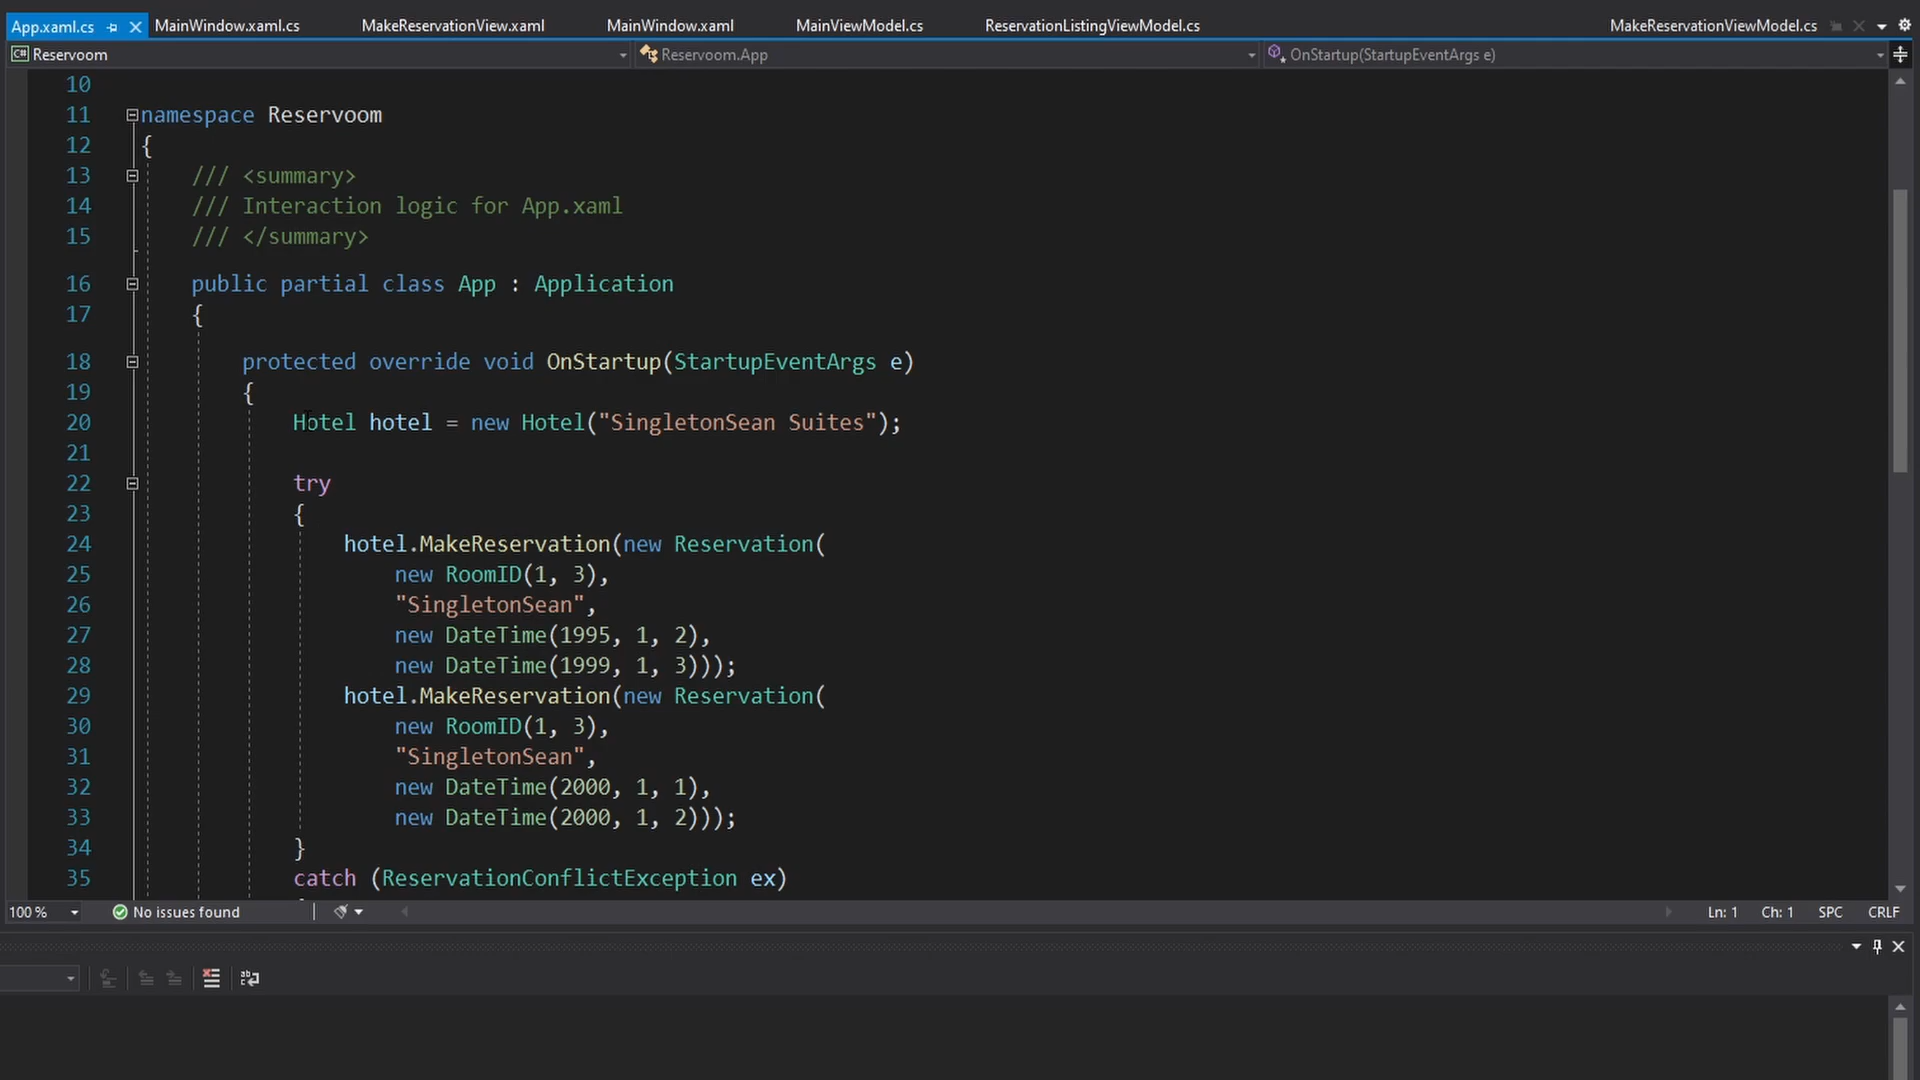 App.xaml.cs MainWindow.xaml.cs MakeReservationView.xaml MainWindow.xaml MainViewModel.cs ReservationListingViewModel.cs MakeReservationViewModel.cs
C# Reservoom Reservoom.App OnStartup(StartupEventArgs e)
10
11 namespace Reservoom
12 {
13 /// <summary>
14 /// Interaction logic for App.xaml
15 /// </summary>
16 public partial class App : Application
17 {
18 protected override void OnStartup(StartupEventArgs e)
19 {
20 Hotel hotel = new Hotel("SingletonSean Suites");
21
22 try
23 {
24 hotel.MakeReservation(new Reservation(
25 new RoomID(1, 3),
26 "SingletonSean",
27 new DateTime(1995, 1, 2),
28 new DateTime(1999, 1, 3)));
29 hotel.MakeReservation(new Reservation(
30 new RoomID(1, 3),
31 "SingletonSean",
32 new DateTime(2000, 1, 1),
33 new DateTime(2000, 1, 2)));
34 }
35 catch (ReservationConflictException ex)
100 % No issues found Ln: 1 Ch: 1 SPC CRLF